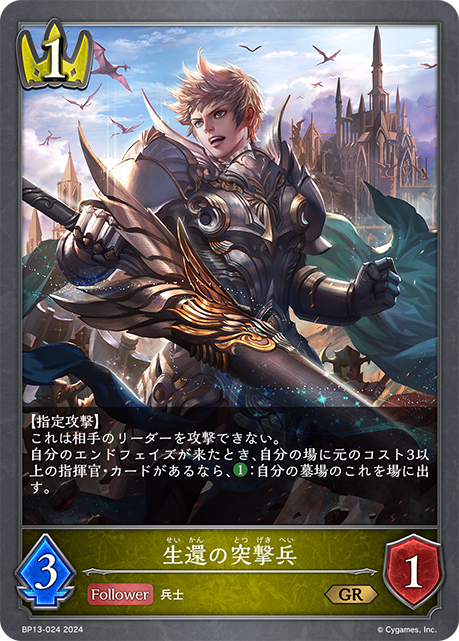 1
【指定攻撃】
これは相手のリーダーを攻撃できない。
自分のエンドフェイズが来たとき、自分の場に元のコスト3以
上の指揮官・カードがあるなら、1：自分の墓場のこれを場に出
す。
せいかん とつげきへい
生還の突撃兵
3
Follower 兵士
GR
1
BP13-024 2024
© Cygames, Inc.